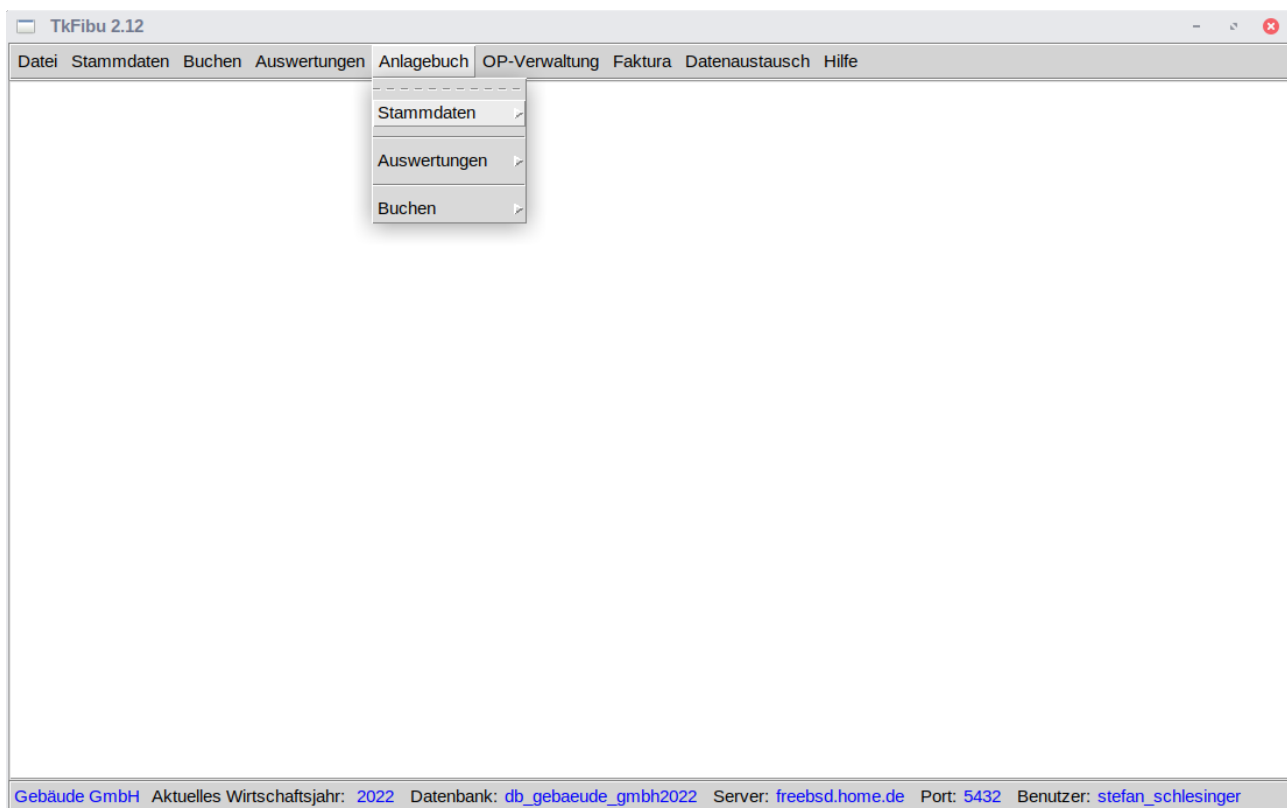 TkFibu 2.12
Datei Stammdaten Buchen Auswertungen Anlagebuch OP-Verwaltung Faktura Datenaustausch Hilfe
Stammdaten
Auswertungen
Buchen
Gebäude GmbH Aktuelles Wirtschaftsjahr: 2022 Datenbank: db_gebaeude_gmbh2022 Server: freebsd.home.de Port: 5432 Benutzer: stefan_schlesinger